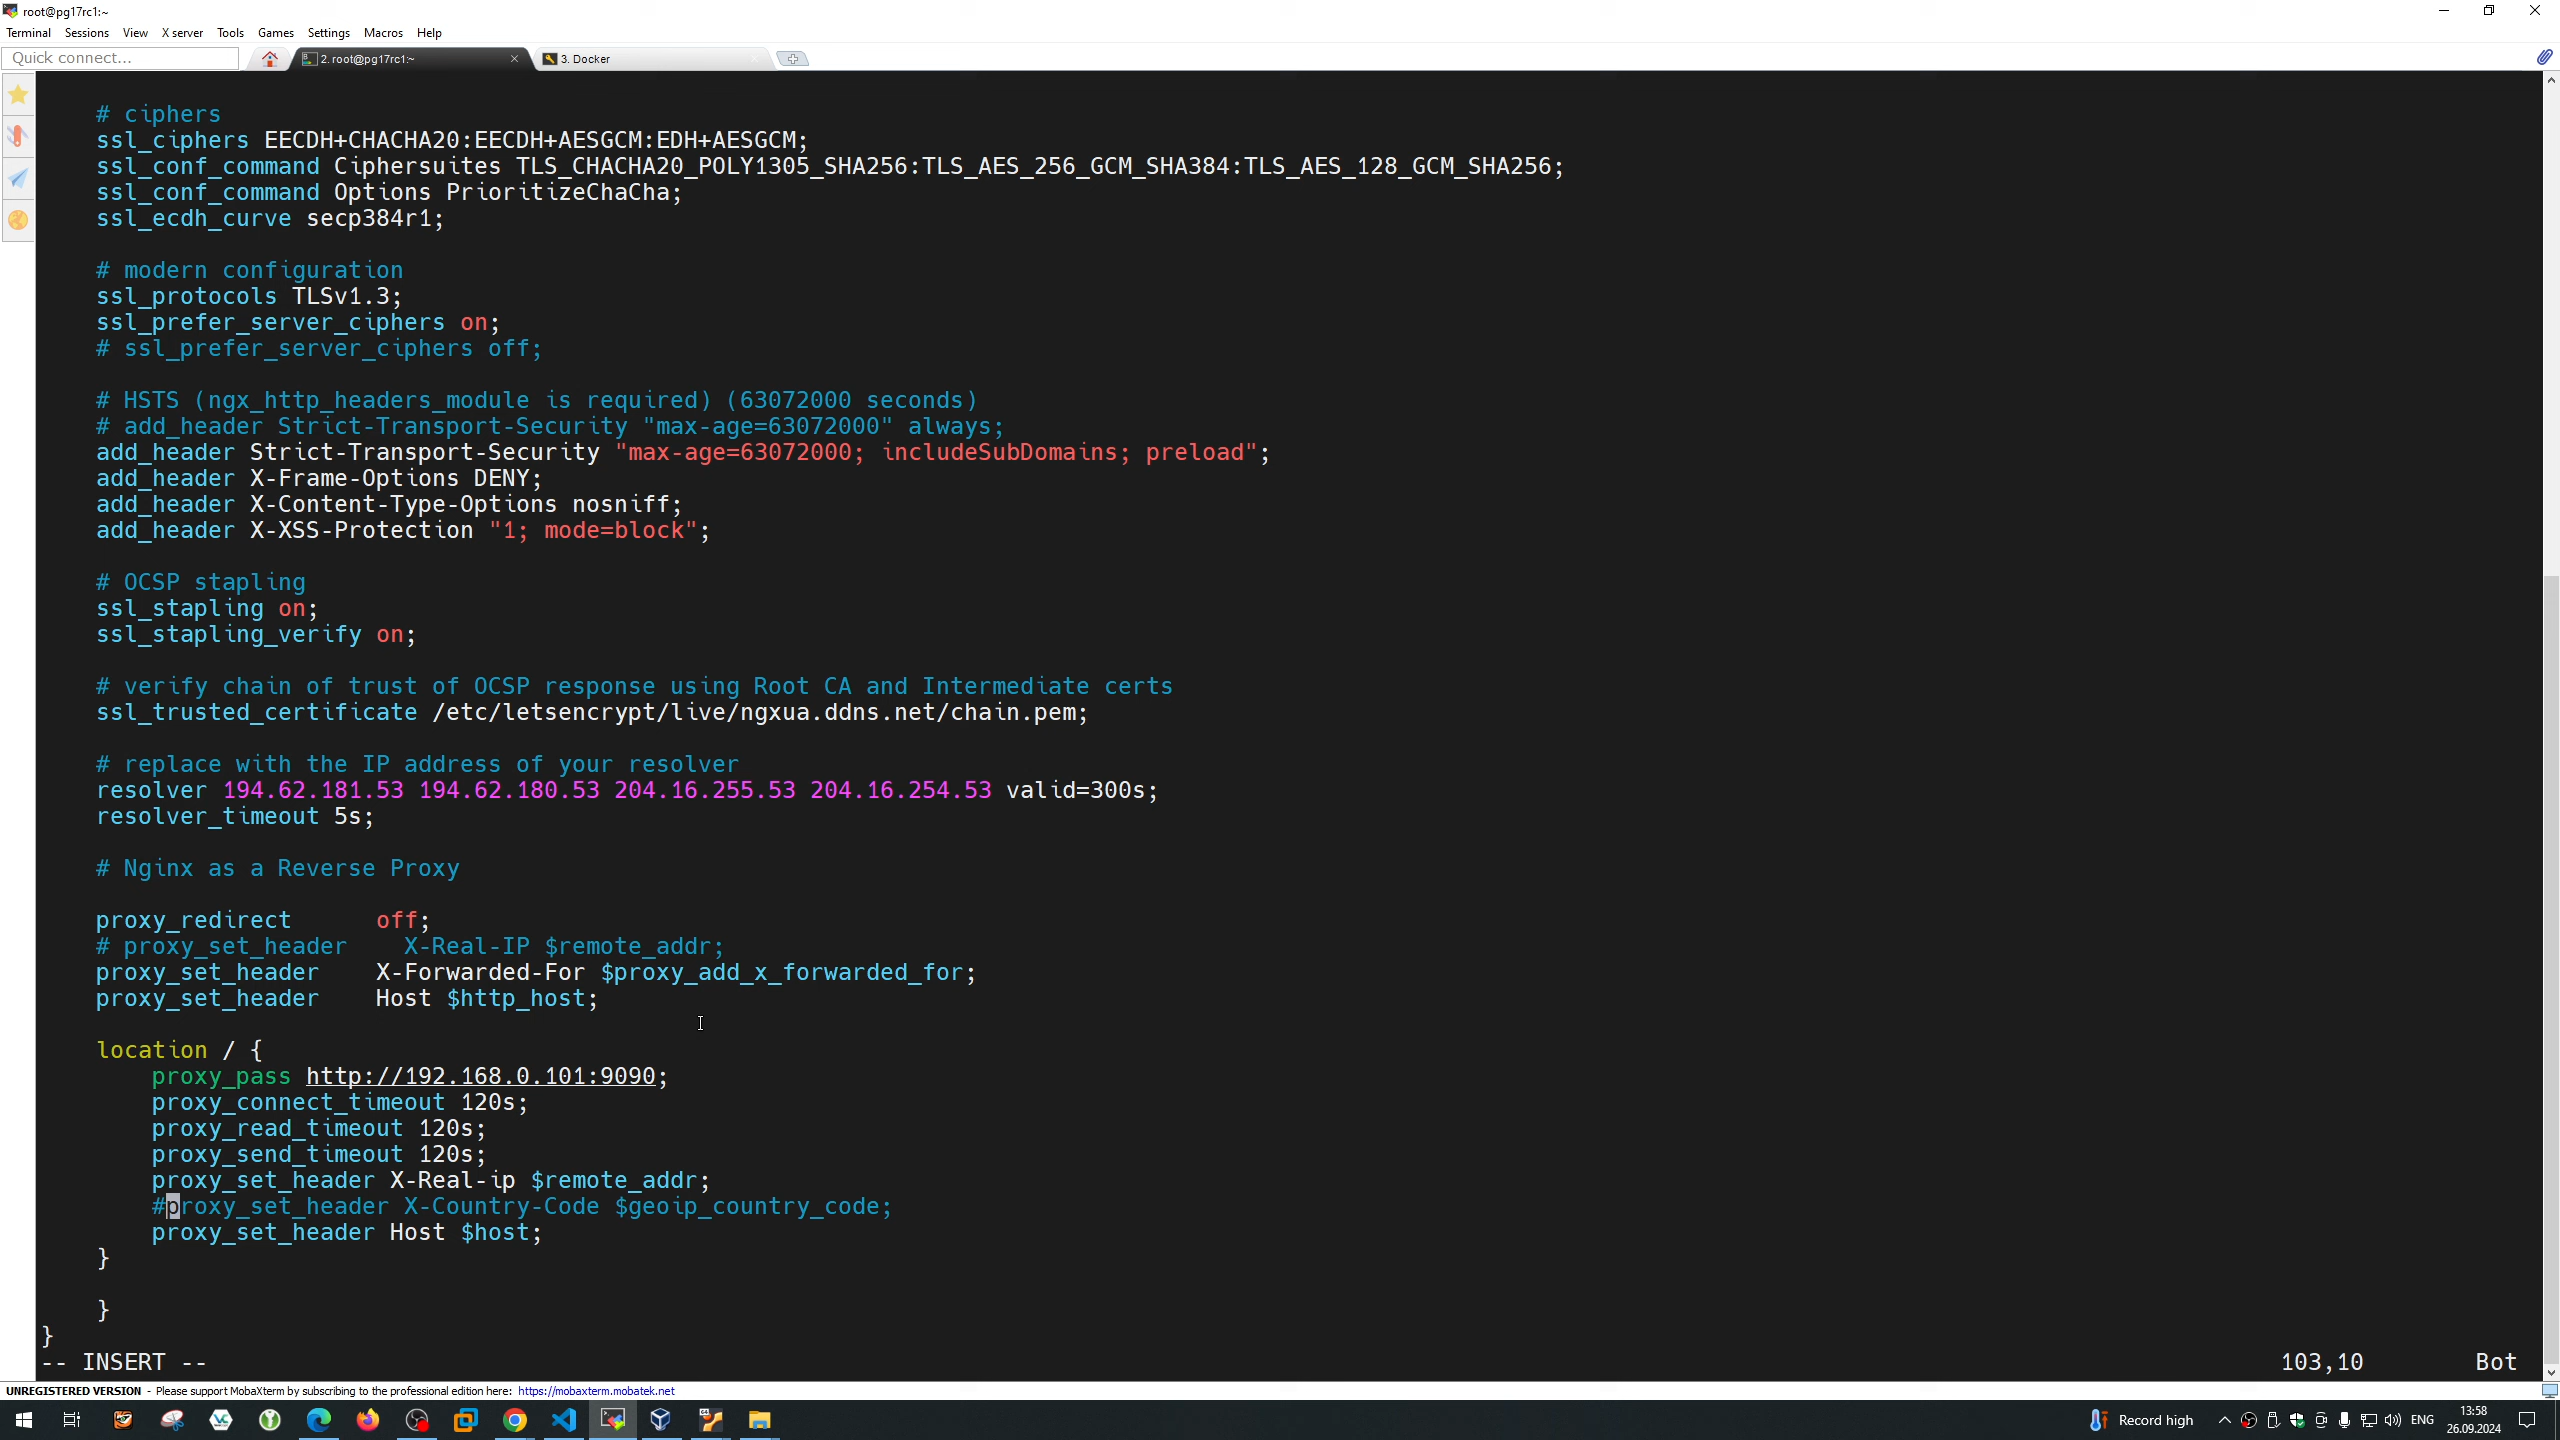 root@pg17rc1:~
Terminal Sessions View X server Tools Games Settings Macros Help
Quick connect... 2. root@pg17rc1:~ 3. Docker
# ciphers
ssl_ciphers EECDH+CHACHA20:EECDH+AESGCM:EDH+AESGCM;
ssl_conf_command Ciphersuites TLS_CHACHA20_POLY1305_SHA256:TLS_AES_256_GCM_SHA384:TLS_AES_128_GCM_SHA256;
ssl_conf_command Options PrioritizeChaCha;
ssl_ecdh_curve secp384r1;
# modern configuration
ssl_protocols TLSv1.3;
ssl_prefer_server_ciphers on;
# ssl_prefer_server_ciphers off;
# HSTS (ngx_http_headers_module is required) (63072000 seconds)
# add_header Strict-Transport-Security "max-age=63072000" always;
add_header Strict-Transport-Security "max-age=63072000; includeSubDomains; preload";
add_header X-Frame-Options DENY;
add_header X-Content-Type-Options nosniff;
add_header X-XSS-Protection "1; mode=block";
# OCSP stapling
ssl_stapling on;
ssl_stapling_verify on;
# verify chain of trust of OCSP response using Root CA and Intermediate certs
ssl_trusted_certificate /etc/letsencrypt/live/ngxua.ddns.net/chain.pem;
# replace with the IP address of your resolver
resolver 194.62.181.53 194.62.180.53 204.16.255.53 204.16.254.53 valid=300s;
resolver_timeout 5s;
# Nginx as a Reverse Proxy
proxy_redirect off;
# proxy_set_header X-Real-IP $remote_addr;
proxy_set_header X-Forwarded-For $proxy_add_x_forwarded_for;
proxy_set_header Host $http_host;
location / {
proxy_pass http://192.168.0.101:9090;
proxy_connect_timeout 120s;
proxy_read_timeout 120s;
proxy_send_timeout 120s;
proxy_set_header X-Real-ip $remote_addr;
#proxy_set_header X-Country-Code $geoip_country_code;
proxy_set_header Host $host;
}
}
}
-- INSERT -- 103,10 Bot
UNREGISTERED VERSION - Please support MobaXterm by subscribing to the professional edition here: https://mobaxterm.mobatek.net
Record high ENG 13:58
26.09.2024